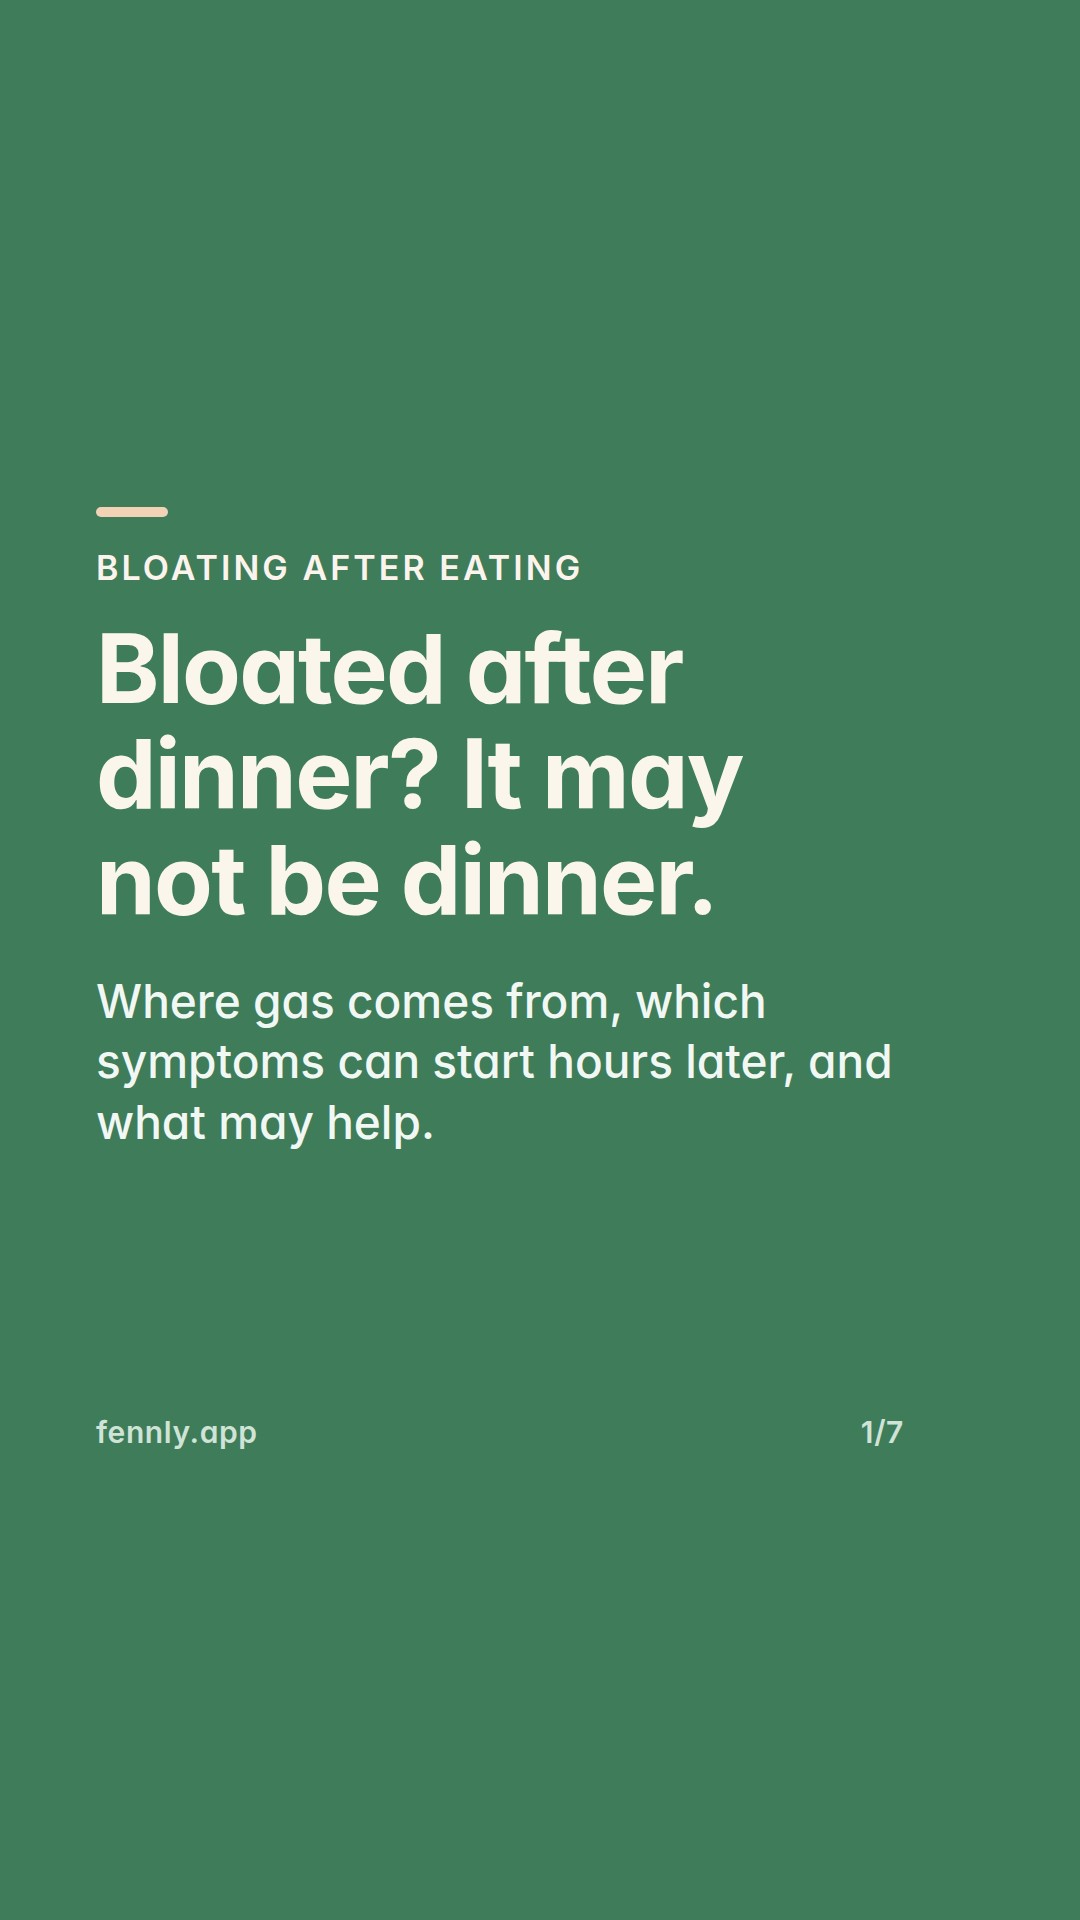 BLOATING AFTER EATING
Bloated after
dinner? It may
not be dinner.
Where gas comes from, which
symptoms can start hours later, and
what may help.
fennly.app
1/7